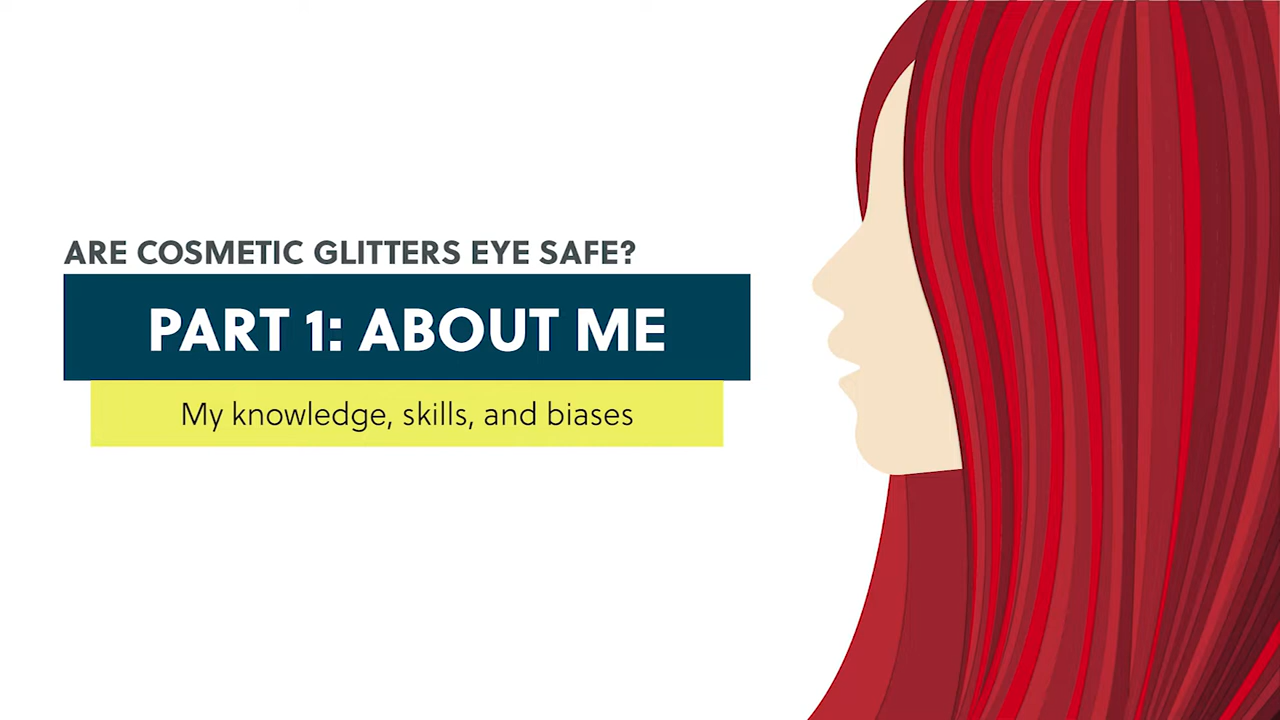 ARE COSMETIC GLITTERS EYE SAFE?
PART 1: ABOUT ME
My knowledge, skills, and biases